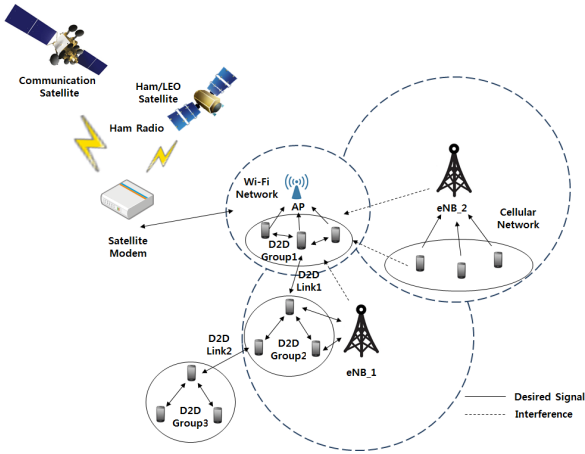 Communication
Satellite
Ham/LEO
Satellite
Ham Radio
Satellite
Modem
Wi-Fi
Network
AP
D2D
Group1
eNB_2
Cellular
Network
D2D
Link1
D2D
Link2
D2D
Group2
eNB_1
D2D
Group3
Desired Signal
Interference